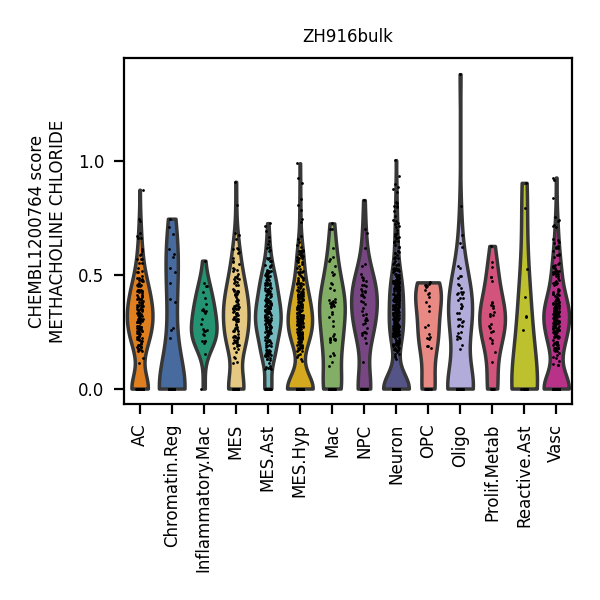 ZH916bulk
CHEMBL1200764 score
METHACHOLINE CHLORIDE
1.0
0.5
0.0
AC
Chromatin.Reg
Inflammatory.Mac
MES
MES.Ast
MES.Hyp
Mac
NPC
Neuron
OPC
Oligo
Prolif.Metab
Reactive.Ast
Vasc